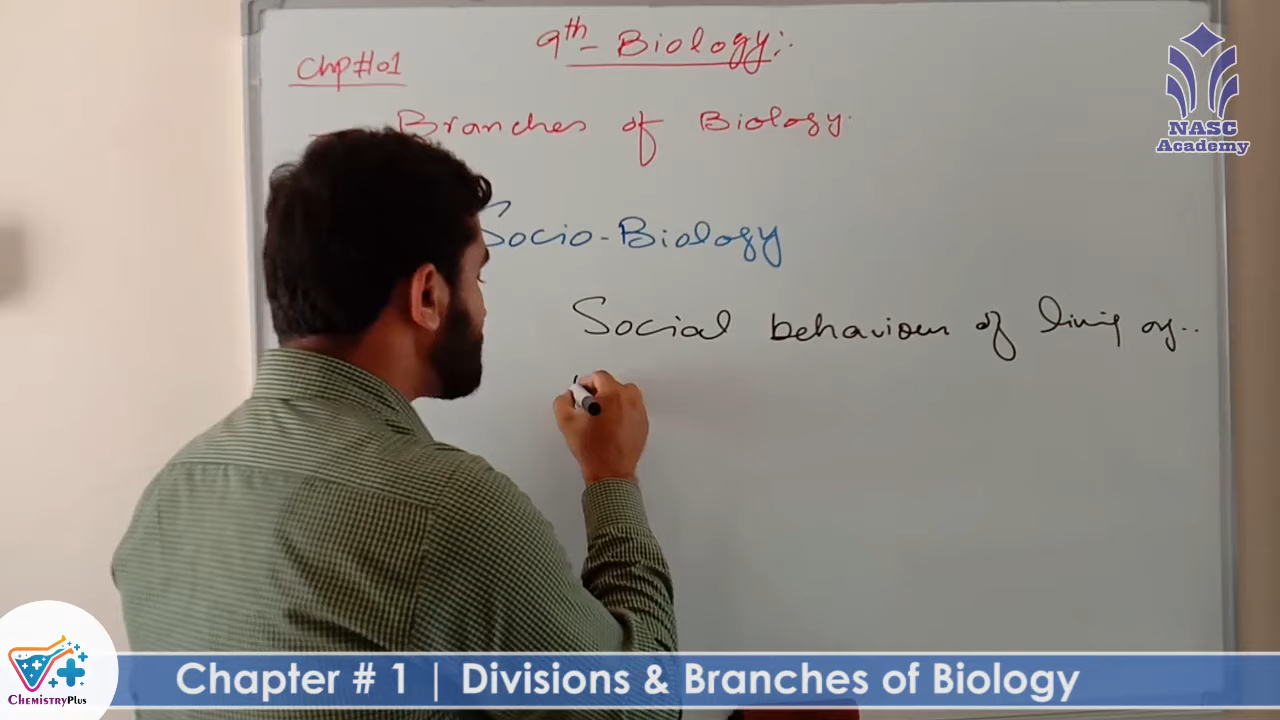 9th- Biology:-
Chp#01
Branches of Biology.
Socio-Biology
Social behaviour of living og..
NASC
Academy
ChemistryPlus
Chapter # 1 | Divisions & Branches of Biology